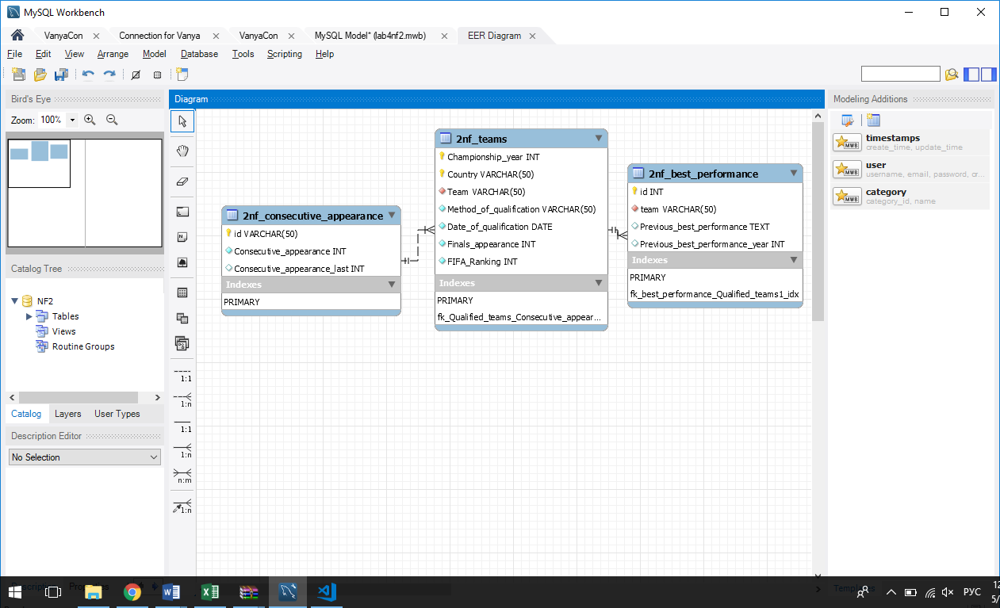 MySQL Workbench
VanyaCon
Connection for Vanya
VanyaCon
MySQL Model* (lab4nf2.mwb)
EER Diagram
File Edit View Arrange Model Database Tools Scripting Help
Bird's Eye
Zoom: 100%
Catalog Tree
NF2
Tables
Views
Routine Groups
Catalog Layers User Types
Description Editor
No Selection
Diagram
1:1
1:n
1:1
1:n
n:m
1:n
2nf_consecutive_appearance
id VARCHAR(50)
Consecutive_appearance INT
Consecutive_appearance_last INT
Indexes
PRIMARY
2nf_teams
Championship_year INT
Country VARCHAR(50)
Team VARCHAR(50)
Method_of_qualification VARCHAR(50)
Date_of_qualification DATE
Finals_appearance INT
FIFA_Ranking INT
Indexes
PRIMARY
fk_Qualified_teams_Consecutive_appear...
2nf_best_performance
id INT
team VARCHAR(50)
Previous_best_performance TEXT
Previous_best_performance_year INT
Indexes
PRIMARY
fk_best_performance_Qualified_teams1_idx
Modeling Additions
MWB
timestamps
create_time, update_time
MWB
user
username, email, password, cr...
MWB
category
category_id, name
РУС